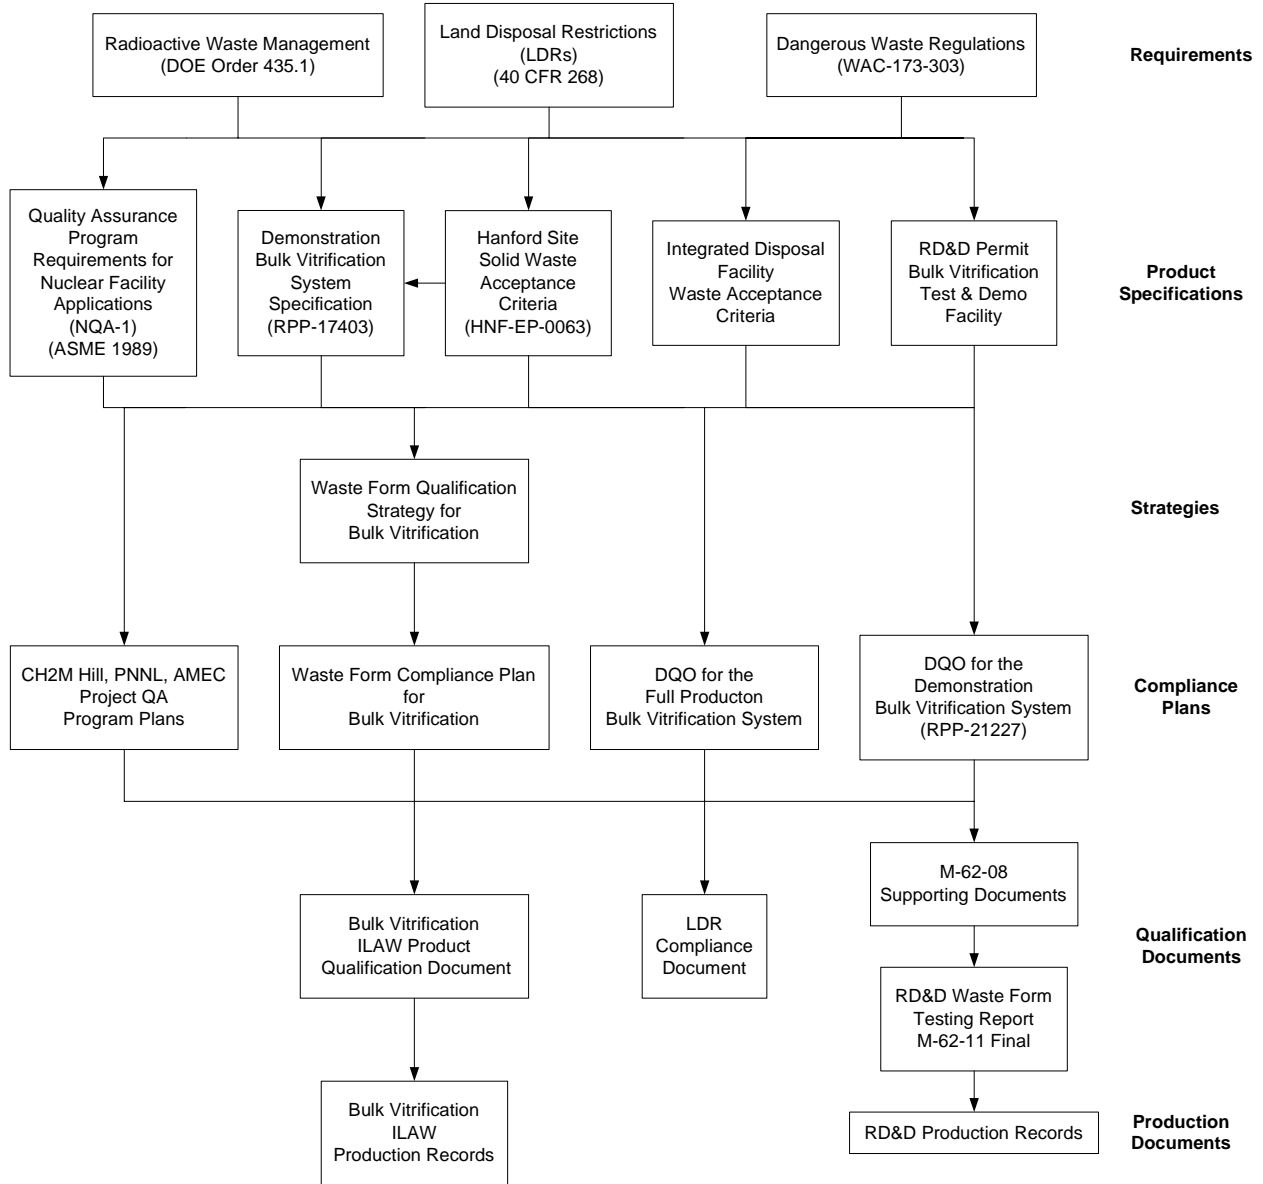 Radioactive Waste Management
(DOE Order 435.1)
Land Disposal Restrictions
(LDRs)
(40 CFR 268)
Dangerous Waste Regulations
(WAC-173-303)
Requirements
Quality Assurance
Program
Requirements for
Nuclear Facility
Applications
(NQA-1)
(ASME 1989)
Demonstration
Bulk Vitrification
System
Specification
(RPP-17403)
Hanford Site
Solid Waste
Acceptance
Criteria
(HNF-EP-0063)
Integrated Disposal
Facility
Waste Acceptance
Criteria
RD&D Permit
Bulk Vitrification
Test & Demo
Facility
Product
Specifications
Waste Form Qualification
Strategy for
Bulk Vitrification
Strategies
CH2M Hill, PNNL, AMEC
Project QA
Program Plans
Waste Form Compliance Plan
for
Bulk Vitrification
DQO for the
Full Producton
Bulk Vitrification System
DQO for the
Demonstration
Bulk Vitrification System
(RPP-21227)
Compliance
Plans
Bulk Vitrification
ILAW Product
Qualification Document
LDR
Compliance
Document
M-62-08
Supporting Documents
RD&D Waste Form
Testing Report
M-62-11 Final
Qualification
Documents
Bulk Vitrification
ILAW
Production Records
RD&D Production Records
Production
Documents